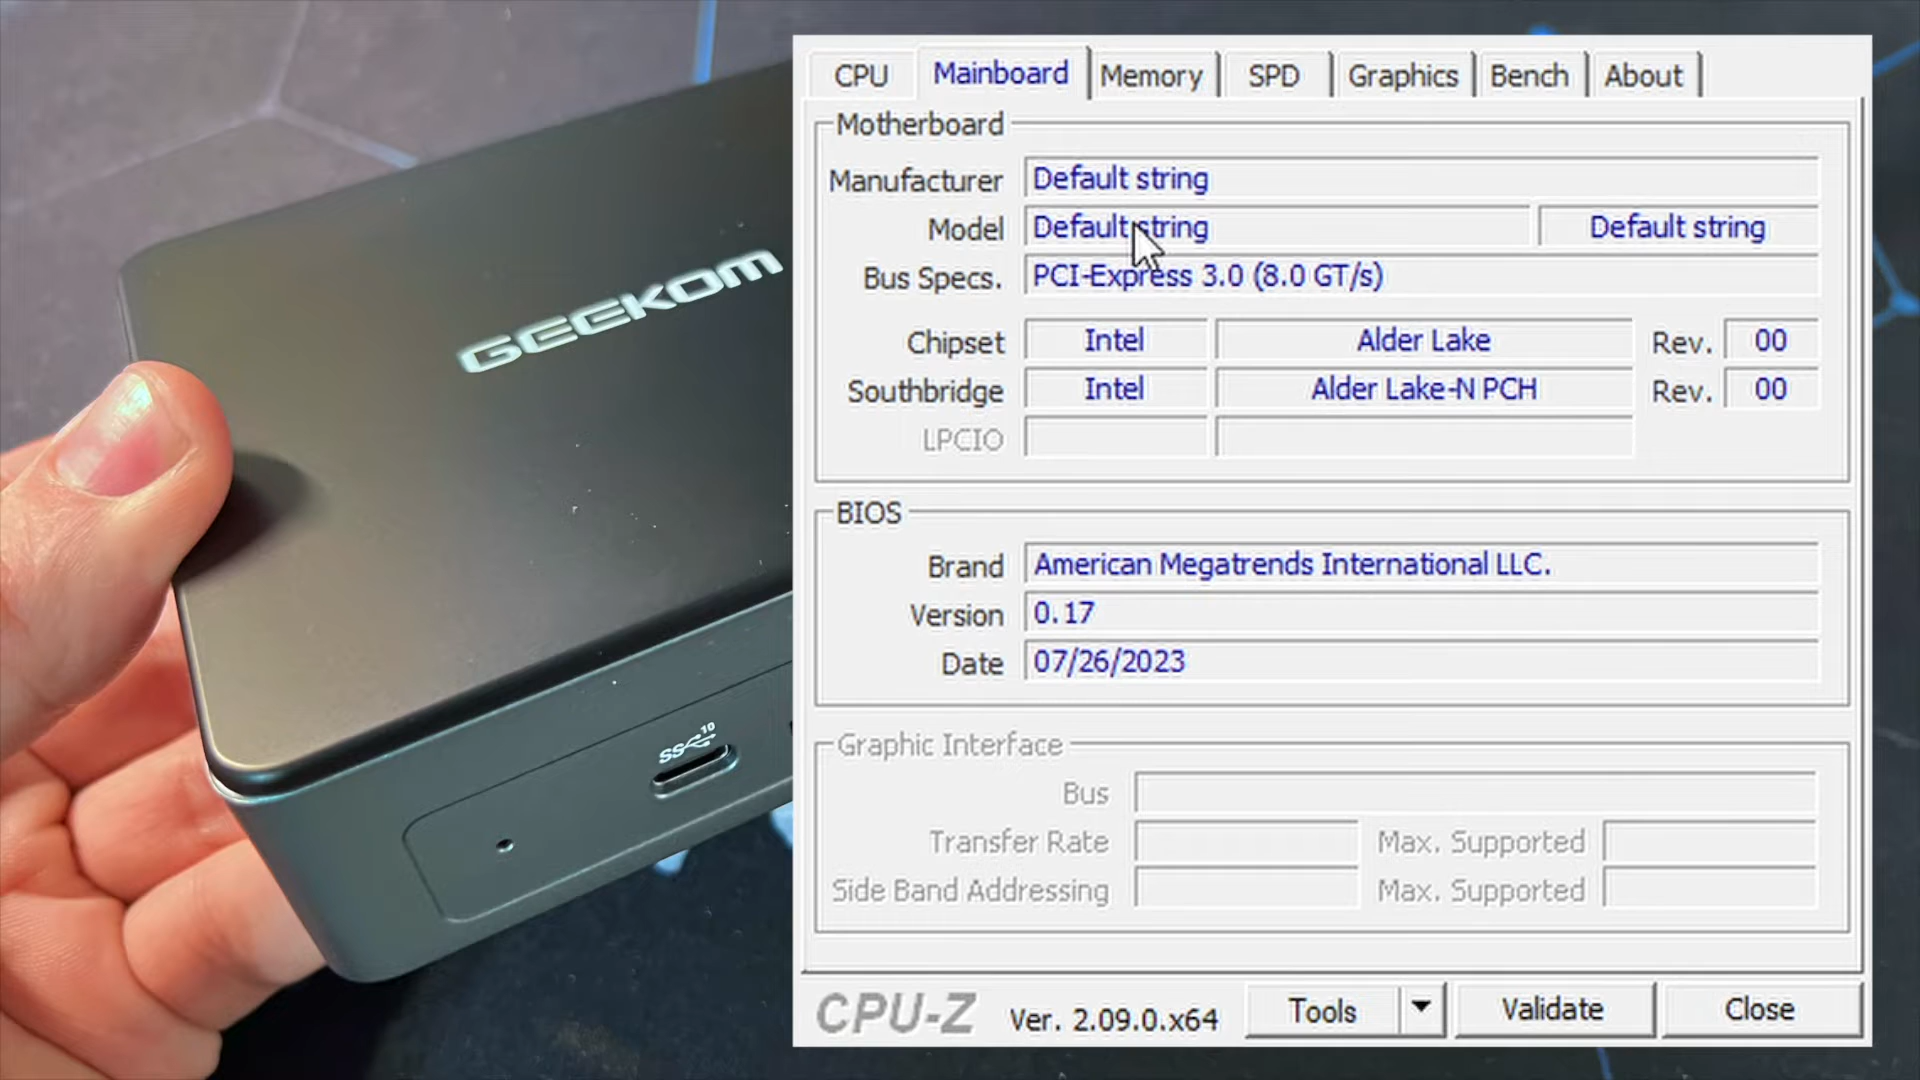 GEEKOM
SS 10
CPU Mainboard Memory SPD Graphics Bench About
Motherboard
Manufacturer Default string
Model Default string Default string
Bus Specs. PCI-Express 3.0 (8.0 GT/s)
Chipset Intel Alder Lake Rev. 00
Southbridge Intel Alder Lake-N PCH Rev. 00
LPCIO
BIOS
Brand American Megatrends International LLC.
Version 0.17
Date 07/26/2023
Graphic Interface
Bus
Transfer Rate Max. Supported
Side Band Addressing Max. Supported
CPU-Z Ver. 2.09.0.x64 Tools Validate Close